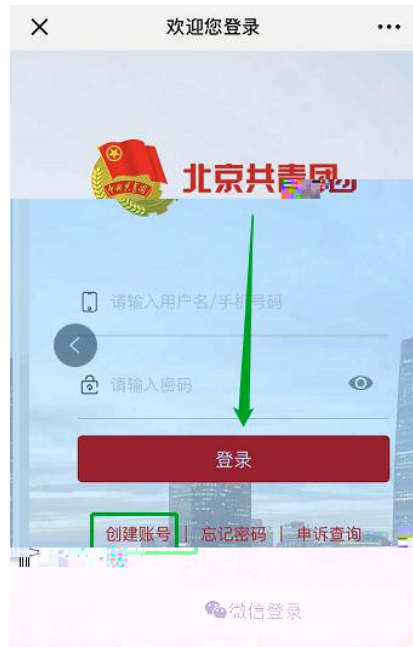 欢迎您登录
北京共青团
请输入用户名/手机号码
请输入密码
登录
创建账号 | 忘记密码 | 申诉查询
微信登录